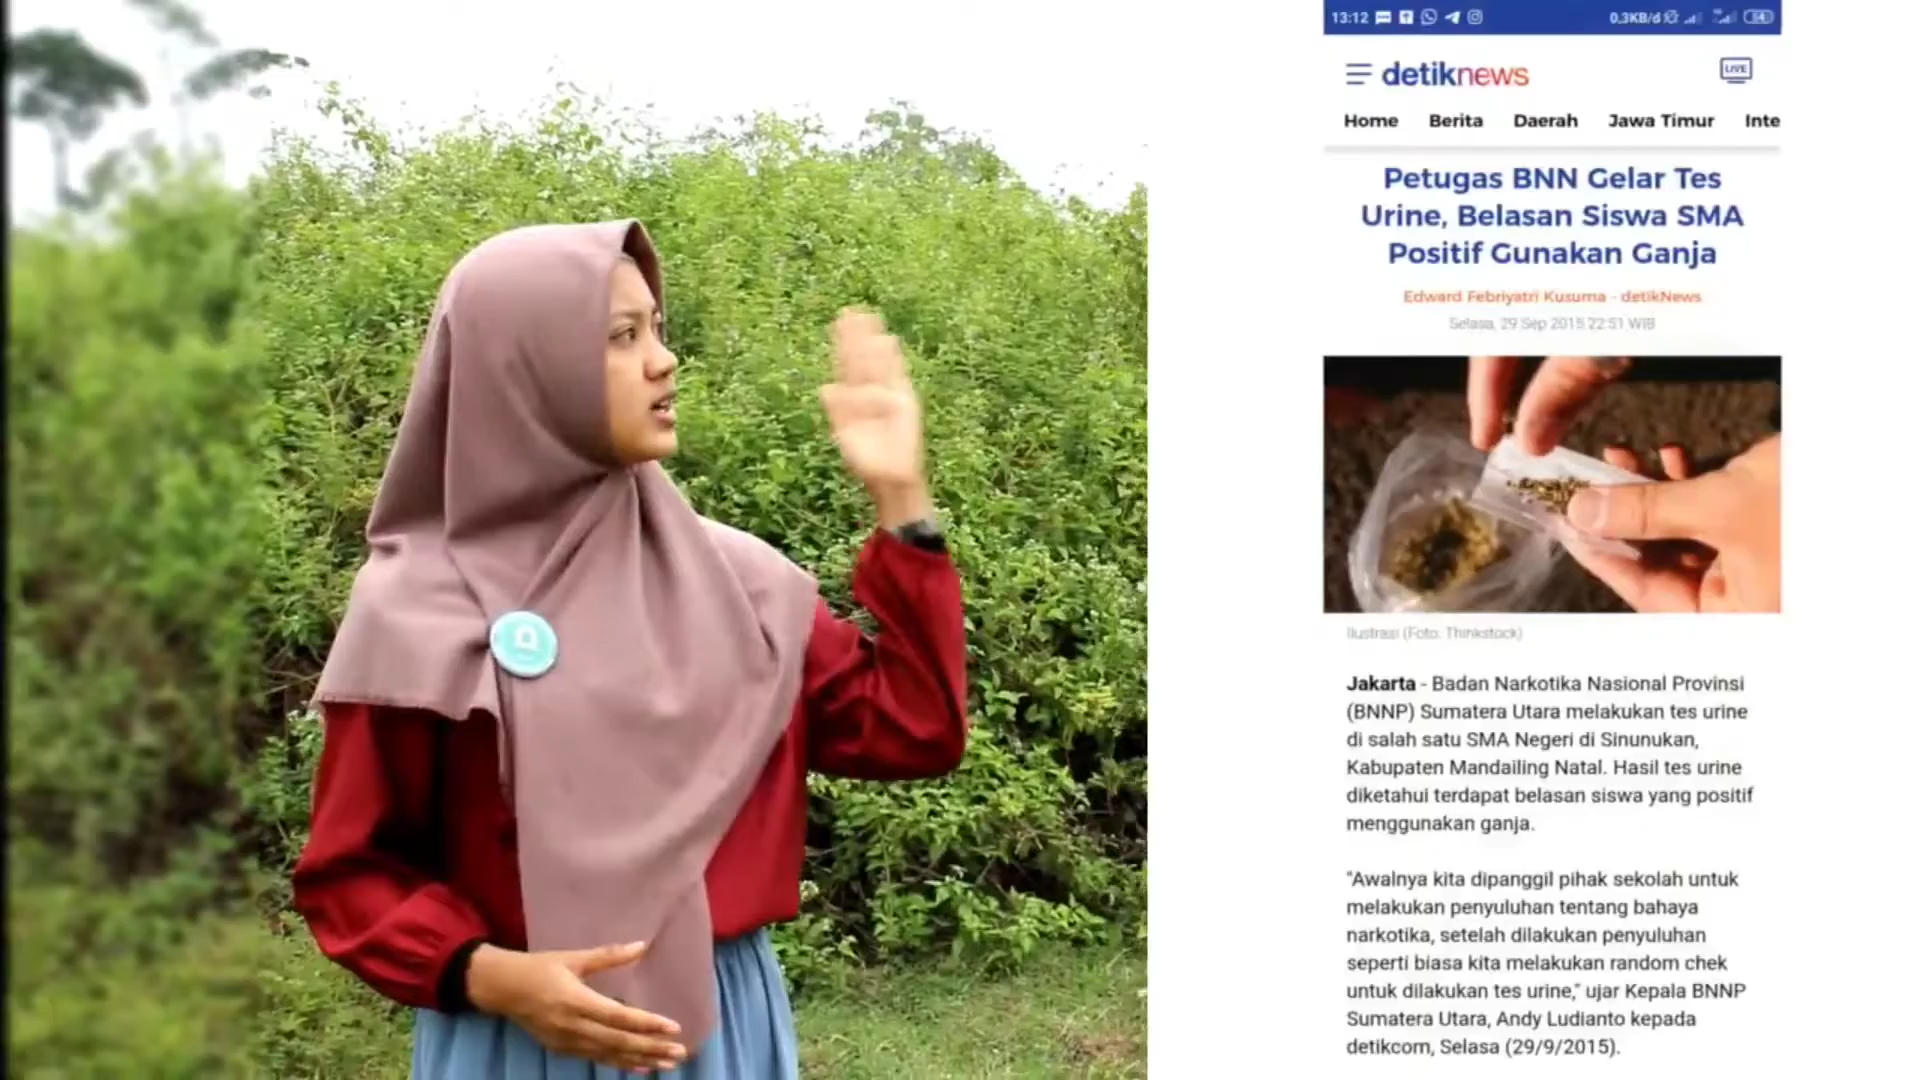 13:12
0,3KB/d
detiknews
LIVE
Home Berita Daerah Jawa Timur Inte
Petugas BNN Gelar Tes
Urine, Belasan Siswa SMA
Positif Gunakan Ganja
Edward Febriyatri Kusuma - detikNews
Selasa, 29 Sep 2015 22:51 WIB
Ilustrasi (Foto: Thinkstock)
Jakarta - Badan Narkotika Nasional Provinsi
(BNNP) Sumatera Utara melakukan tes urine
di salah satu SMA Negeri di Sinunukan,
Kabupaten Mandailing Natal. Hasil tes urine
diketahui terdapat belasan siswa yang positif
menggunakan ganja.
"Awalnya kita dipanggil pihak sekolah untuk
melakukan penyuluhan tentang bahaya
narkotika, setelah dilakukan penyuluhan
seperti biasa kita melakukan random chek
untuk dilakukan tes urine," ujar Kepala BNNP
Sumatera Utara, Andy Ludianto kepada
detikcom, Selasa (29/9/2015).